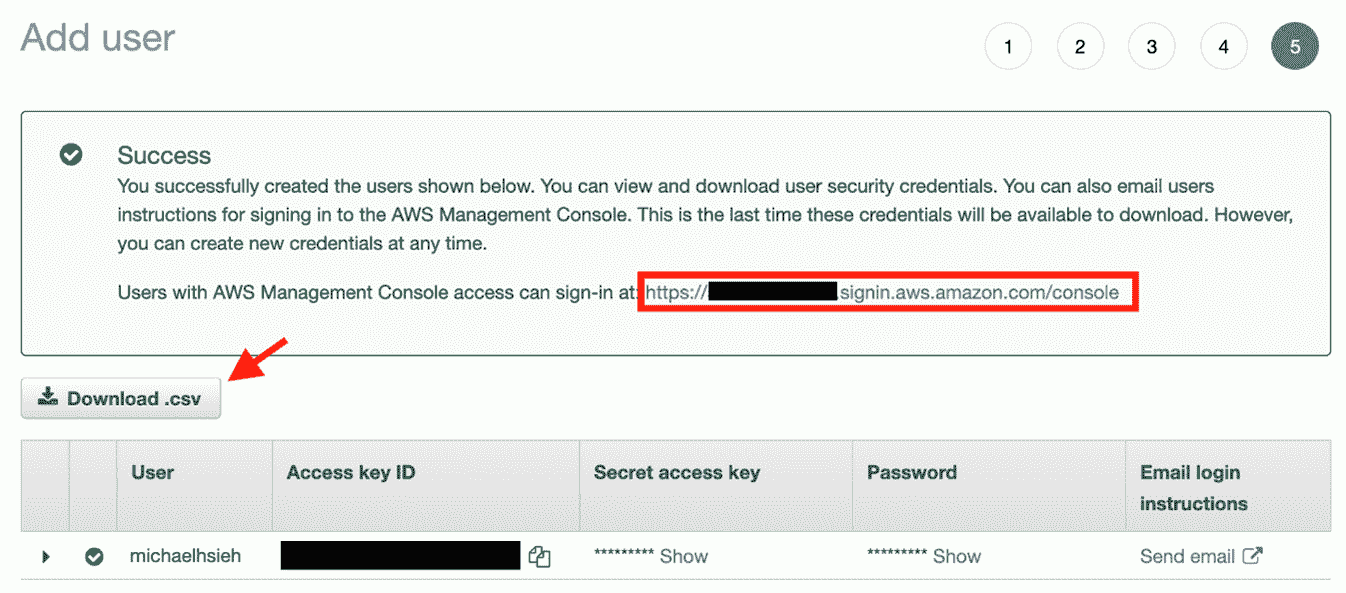 Add user
1 2 3 4 5
Success
You successfully created the users shown below. You can view and download user security credentials. You can also email users
instructions for signing in to the AWS Management Console. This is the last time these credentials will be available to download. However,
you can create new credentials at any time.
Users with AWS Management Console access can sign-in at: https:// .signin.aws.amazon.com/console
Download .csv
User Access key ID Secret access key Password Email login
instructions
michaelhsieh ********* Show ********* Show Send email